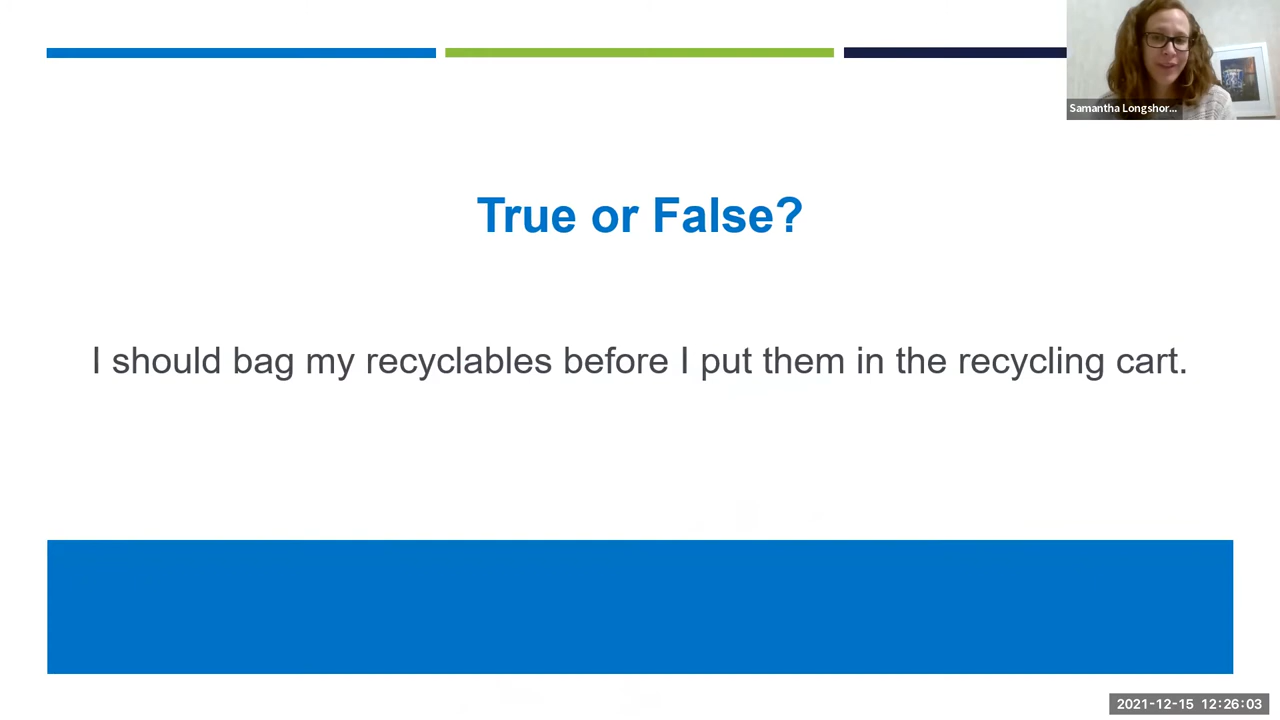 Samantha Longshor...
True or False?
I should bag my recyclables before I put them in the recycling cart.
2021-12-15 12:26:03